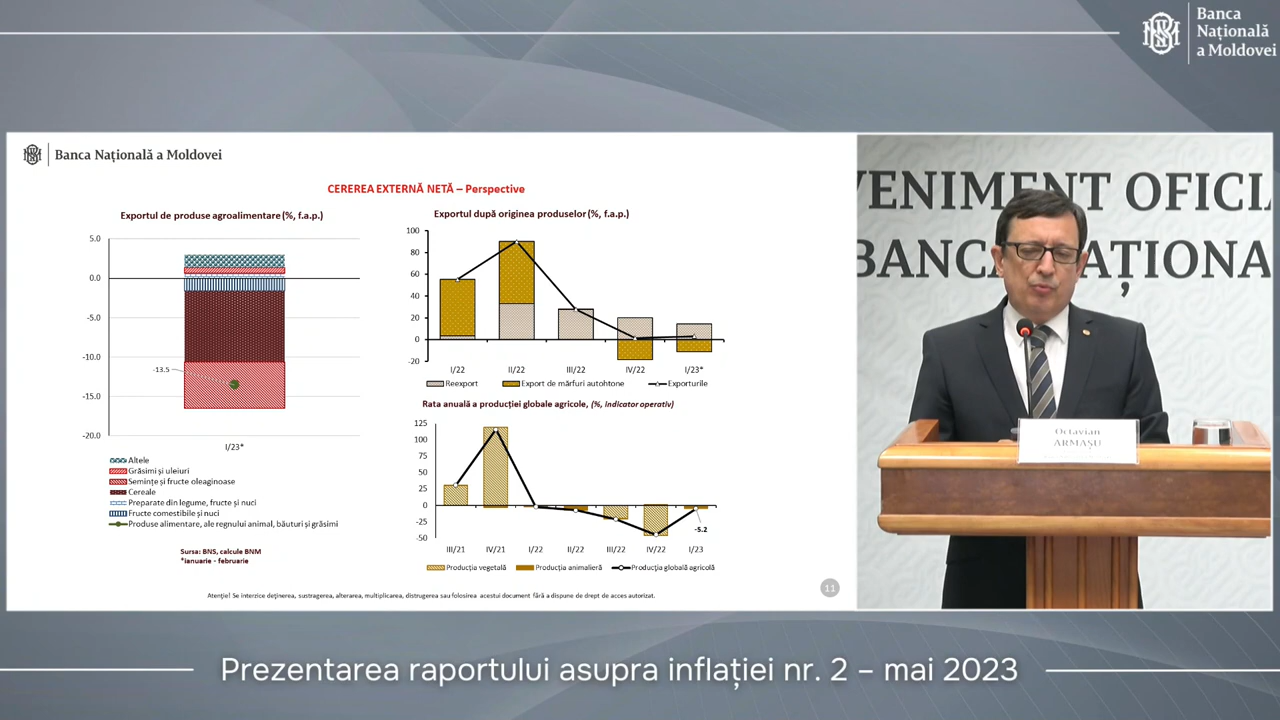 Banca
Națională
a Moldovei
Banca Națională a Moldovei
CEREREA EXTERNĂ NETĂ – Perspective
Exportul de produse agroalimentare (%, f.a.p.)
5.0
0.0
-5.0
-10.0
-15.0
-20.0
-13.5
I/23*
Altele
Grăsimi și uleiuri
Semințe și fructe oleaginoase
Cereale
Preparate din legume, fructe și nuci
Fructe comestibile și nuci
Produse alimentare, ale regnului animal, băuturi și grăsimi
Sursa: BNS, calcule BNM
*ianuarie - februarie
Exportul după originea produselor (%, f.a.p.)
100
80
60
40
20
0
-20
I/22 II/22 III/22 IV/22 I/23*
Reexport Export de mărfuri autohtone Exporturile
Rata anuală a producției globale agricole, (%, indicator operativ)
125
100
75
50
25
0
-25
-50
-5.2
III/21 IV/21 I/22 II/22 III/22 IV/22 I/23
Producția vegetală Producția animalieră Producția globală agricolă
Atenție! Se interzice deținerea, sustragerea, alterarea, multiplicarea, distrugerea sau folosirea acestui document fără a dispune de drept de acces autorizat.
11
VENIMENT OFICI
BANCA NAȚIONA
Octavian
ARMAȘU
Prezentarea raportului asupra inflației nr. 2 – mai 2023